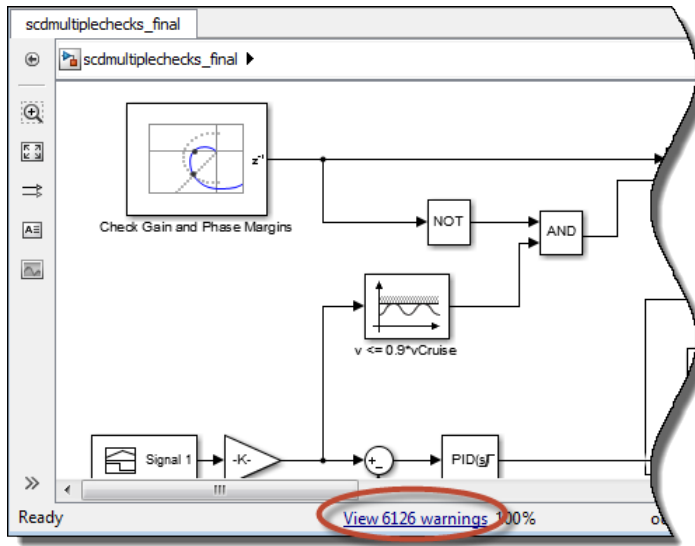 scdmultiplechecks_final
scdmultiplechecks_final
z⁻¹
Check Gain and Phase Margins
NOT
AND
v <= 0.9*vCruise
Signal 1
-K-
+
−
PID(s)
Ready
View 6126 warnings
100%